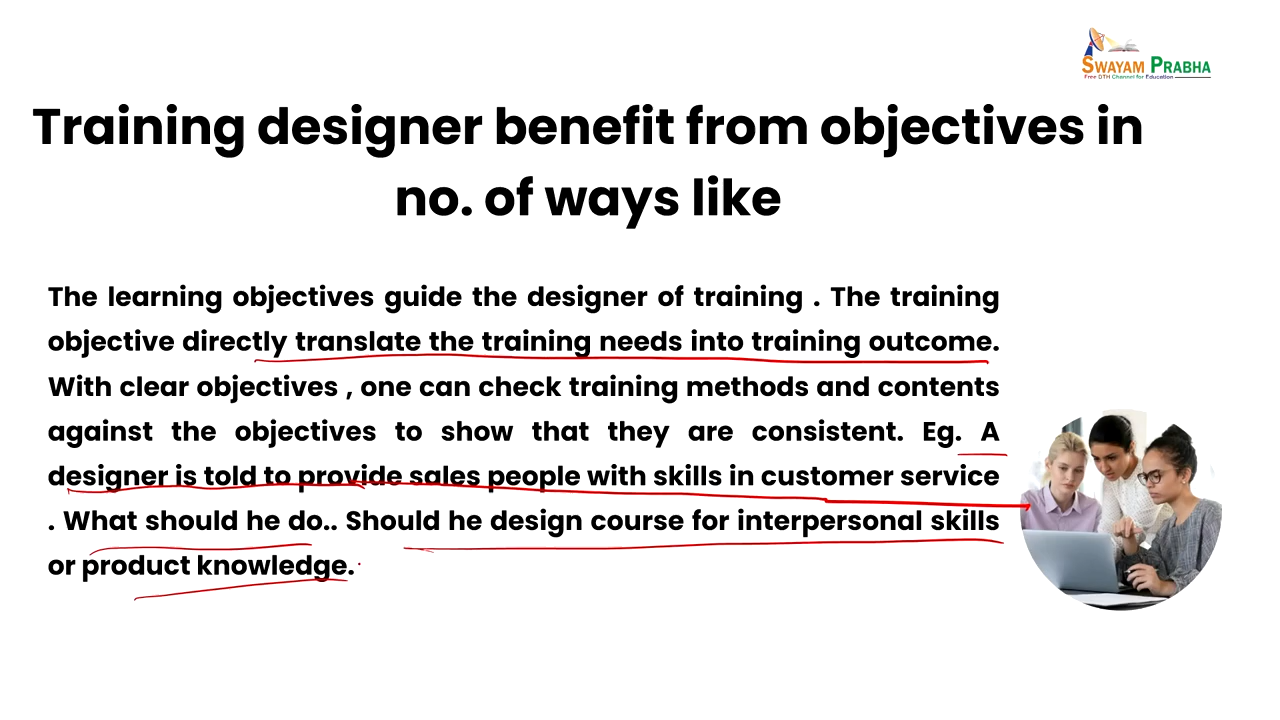 SWAYAM PRABHA
Free DTH Channel for Education
Training designer benefit from objectives in
no. of ways like
The learning objectives guide the designer of training . The training
objective directly translate the training needs into training outcome.
With clear objectives , one can check training methods and contents
against the objectives to show that they are consistent. Eg. A
designer is told to provide sales people with skills in customer service
. What should he do.. Should he design course for interpersonal skills
or product knowledge.